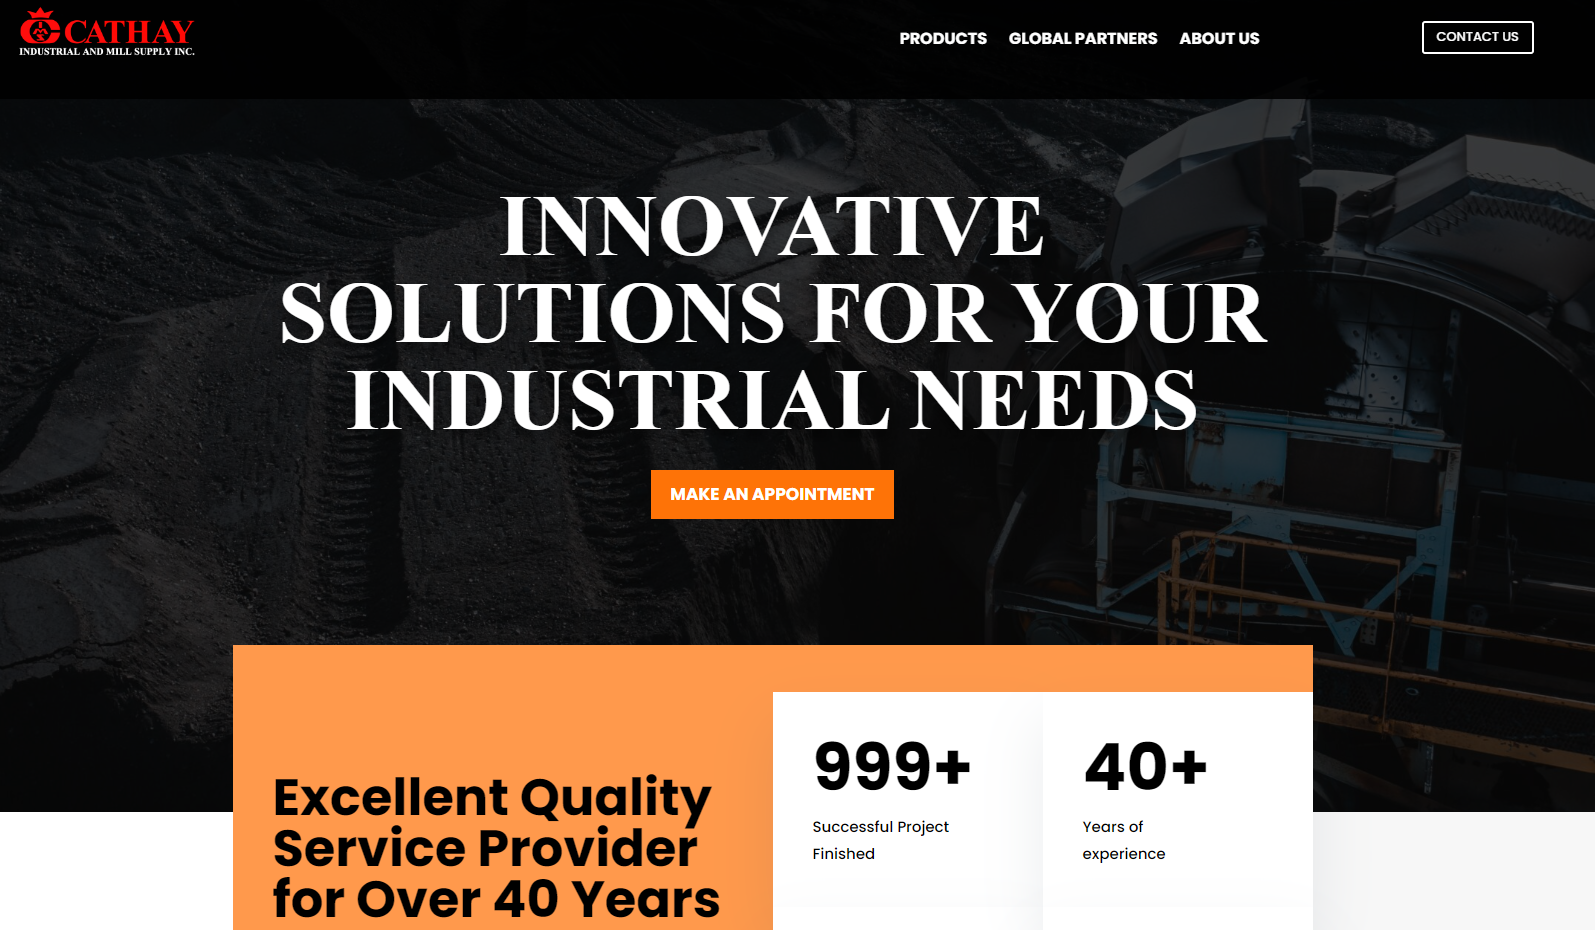 CATHAY
INDUSTRIAL AND MILL SUPPLY INC.
PRODUCTS
GLOBAL PARTNERS
ABOUT US
CONTACT US
INNOVATIVE
SOLUTIONS FOR YOUR
INDUSTRIAL NEEDS
MAKE AN APPOINTMENT
Excellent Quality
Service Provider
for Over 40 Years
999+
Successful Project
Finished
40+
Years of
experience